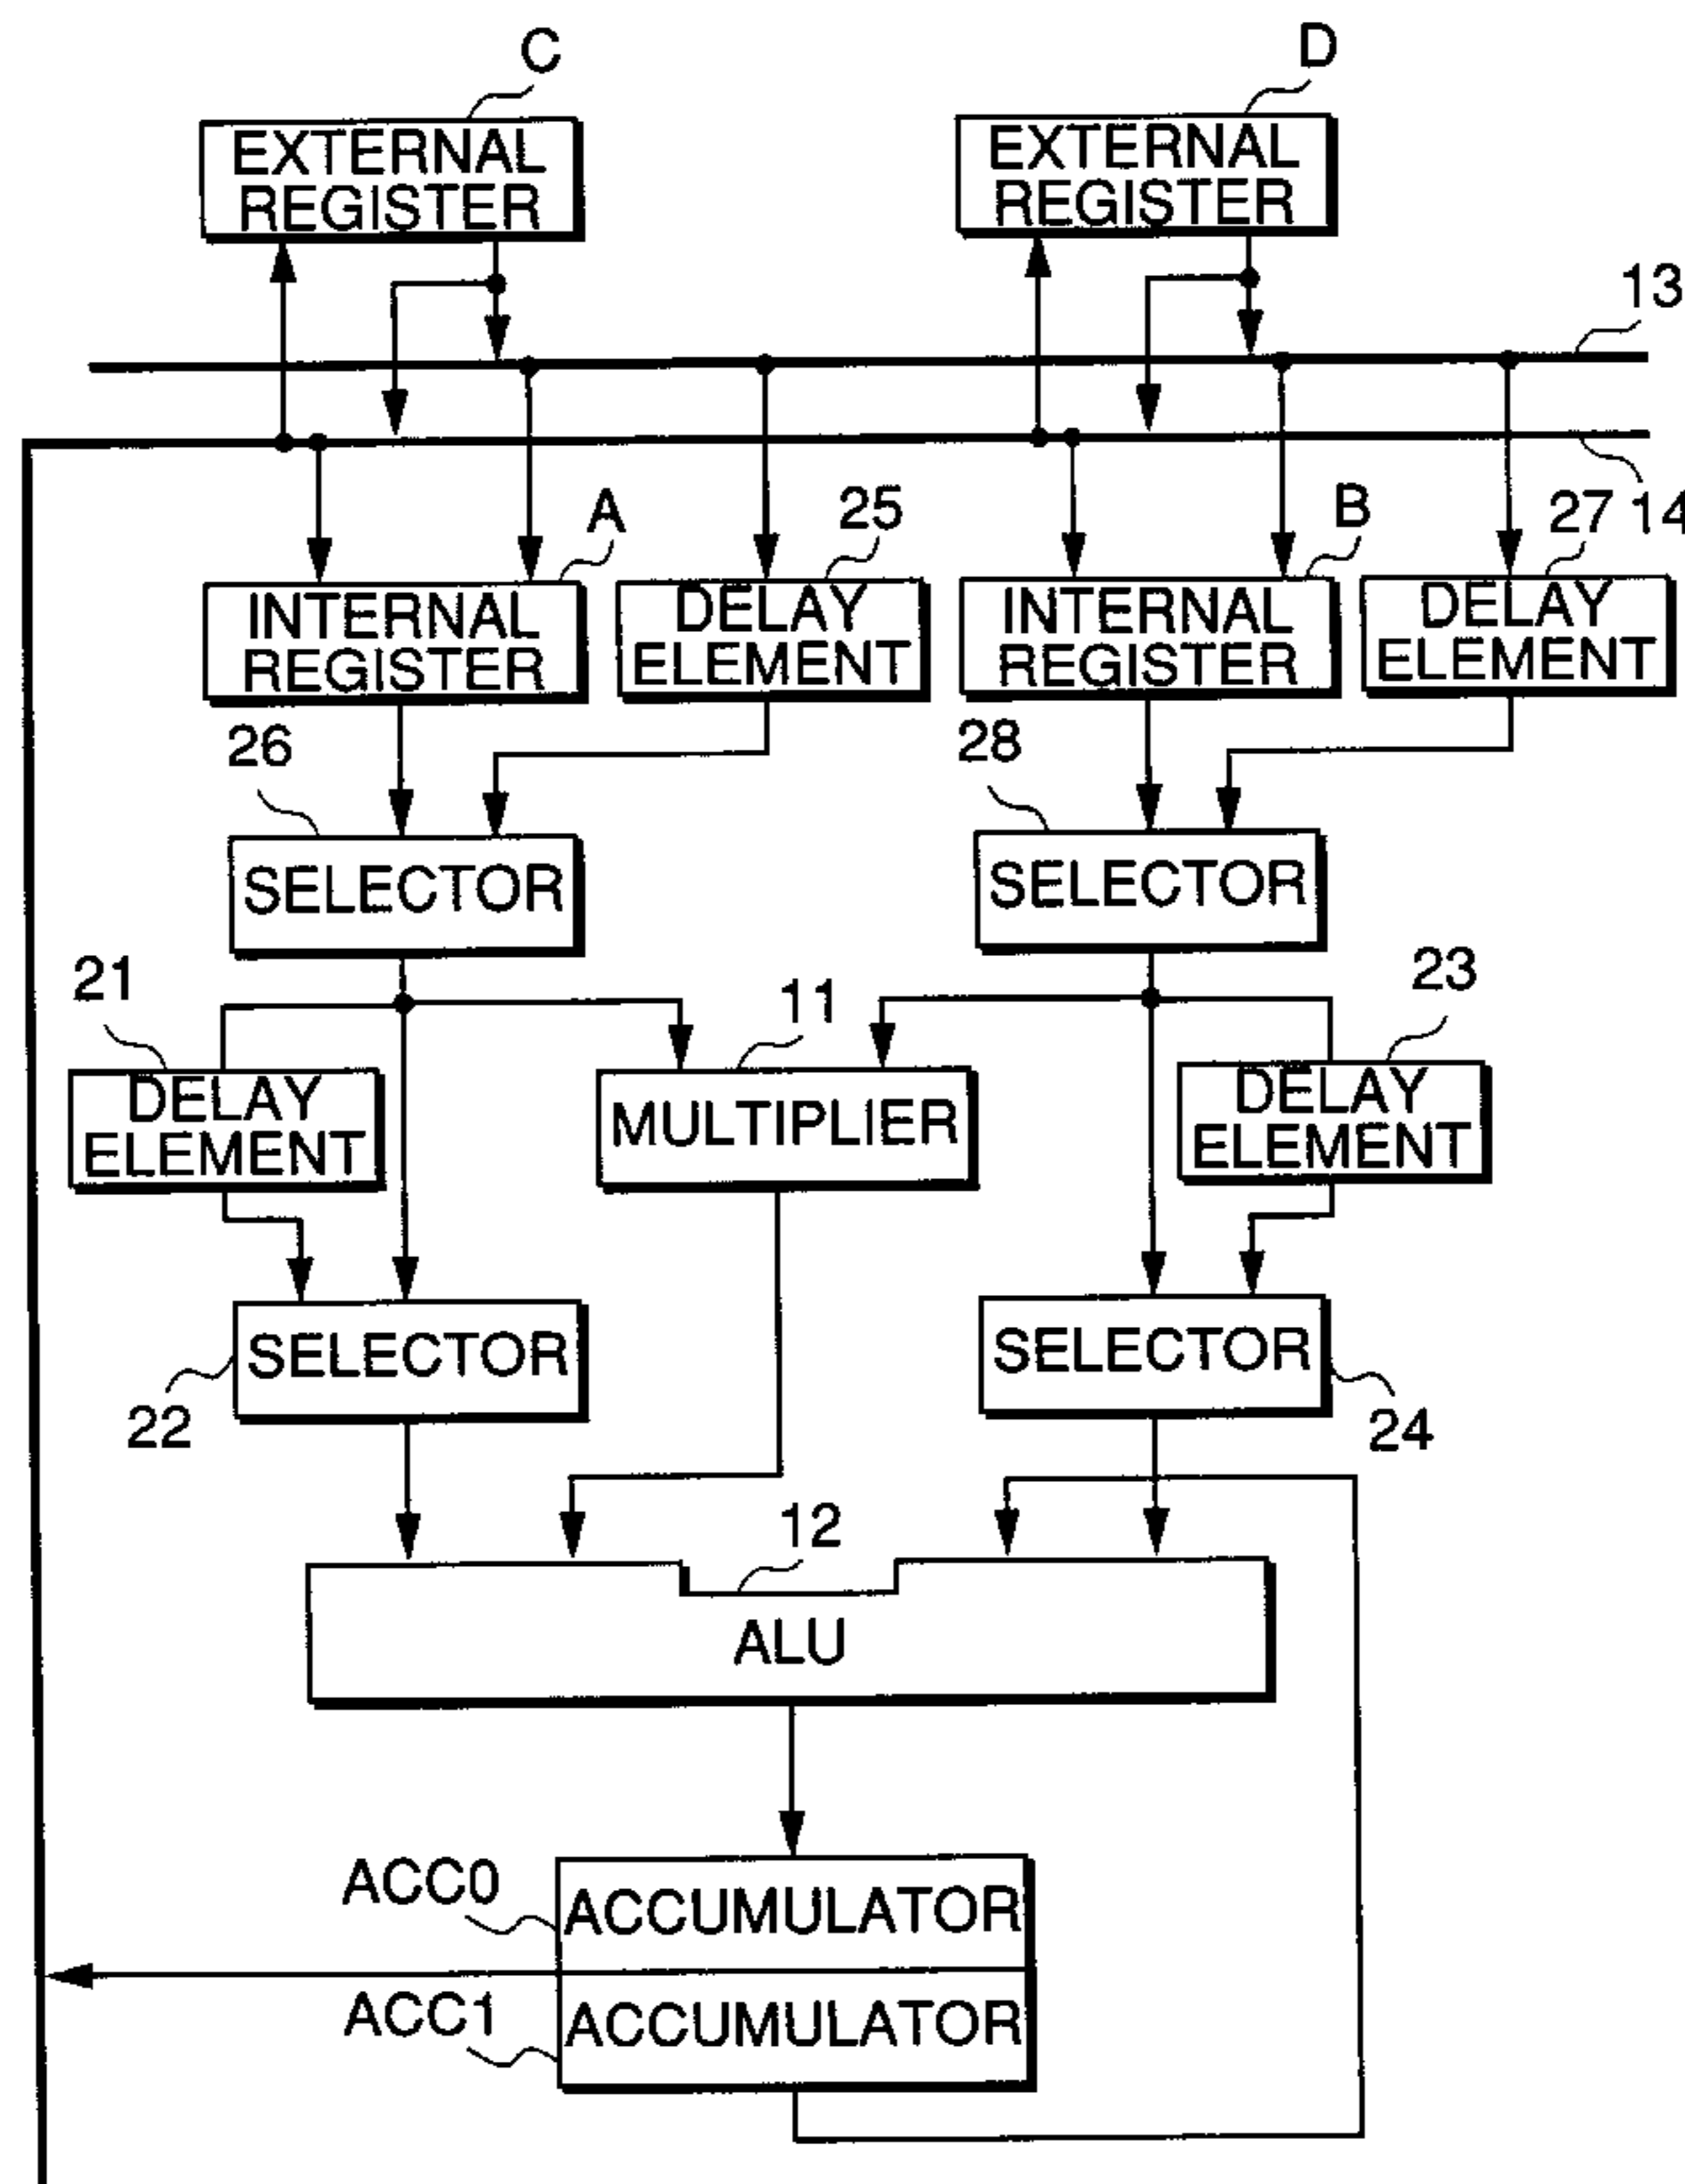 C
D
EXTERNAL
REGISTER
EXTERNAL
REGISTER
13
14
A
25
B
27
INTERNAL
REGISTER
DELAY
ELEMENT
INTERNAL
REGISTER
DELAY
ELEMENT
26
28
SELECTOR
SELECTOR
21
11
23
DELAY
ELEMENT
MULTIPLIER
DELAY
ELEMENT
SELECTOR
SELECTOR
22
24
12
ALU
ACC0
ACCUMULATOR
ACC1
ACCUMULATOR